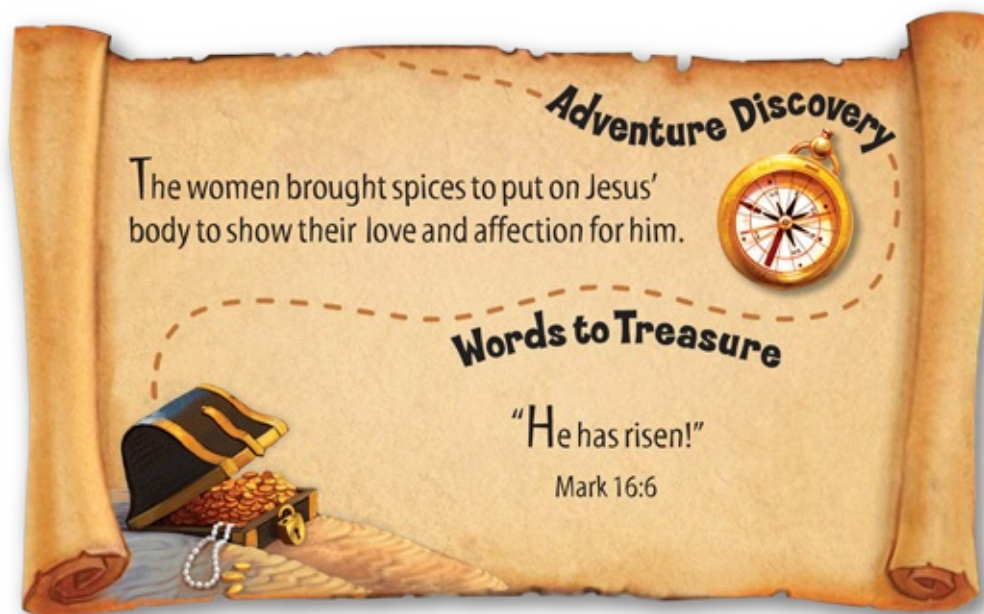 Adventure Discovery
The women brought spices to put on Jesus’
body to show their love and affection for him.
Words to Treasure
“He has risen!”
Mark 16:6